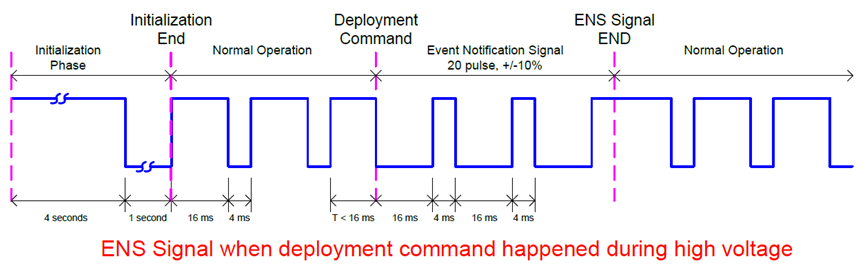 Initialization
End
Deployment
Command
ENS Signal
END
Initialization
Phase
Normal Operation
Event Notification Signal
20 pulse, +/-10%
Normal Operation
4 seconds
1 second
16 ms
4 ms
T < 16 ms
16 ms
4 ms
16 ms
4 ms
ENS Signal when deployment command happened during high voltage